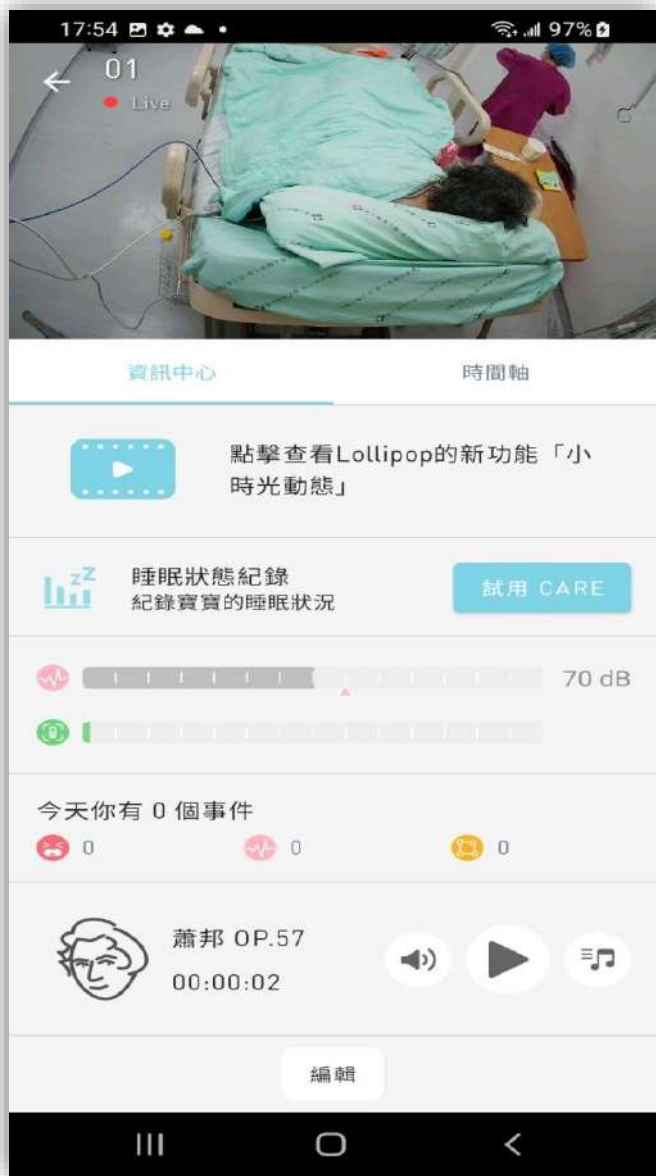 17:54
97%
01
Live
資訊中心
時間軸
點擊查看Lollipop的新功能「小
時光動態」
睡眠狀態紀錄
紀錄寶寶的睡眠狀況
試用 CARE
70 dB
今天你有 0 個事件
0
0
0
蕭邦 OP.57
00:00:02
編輯